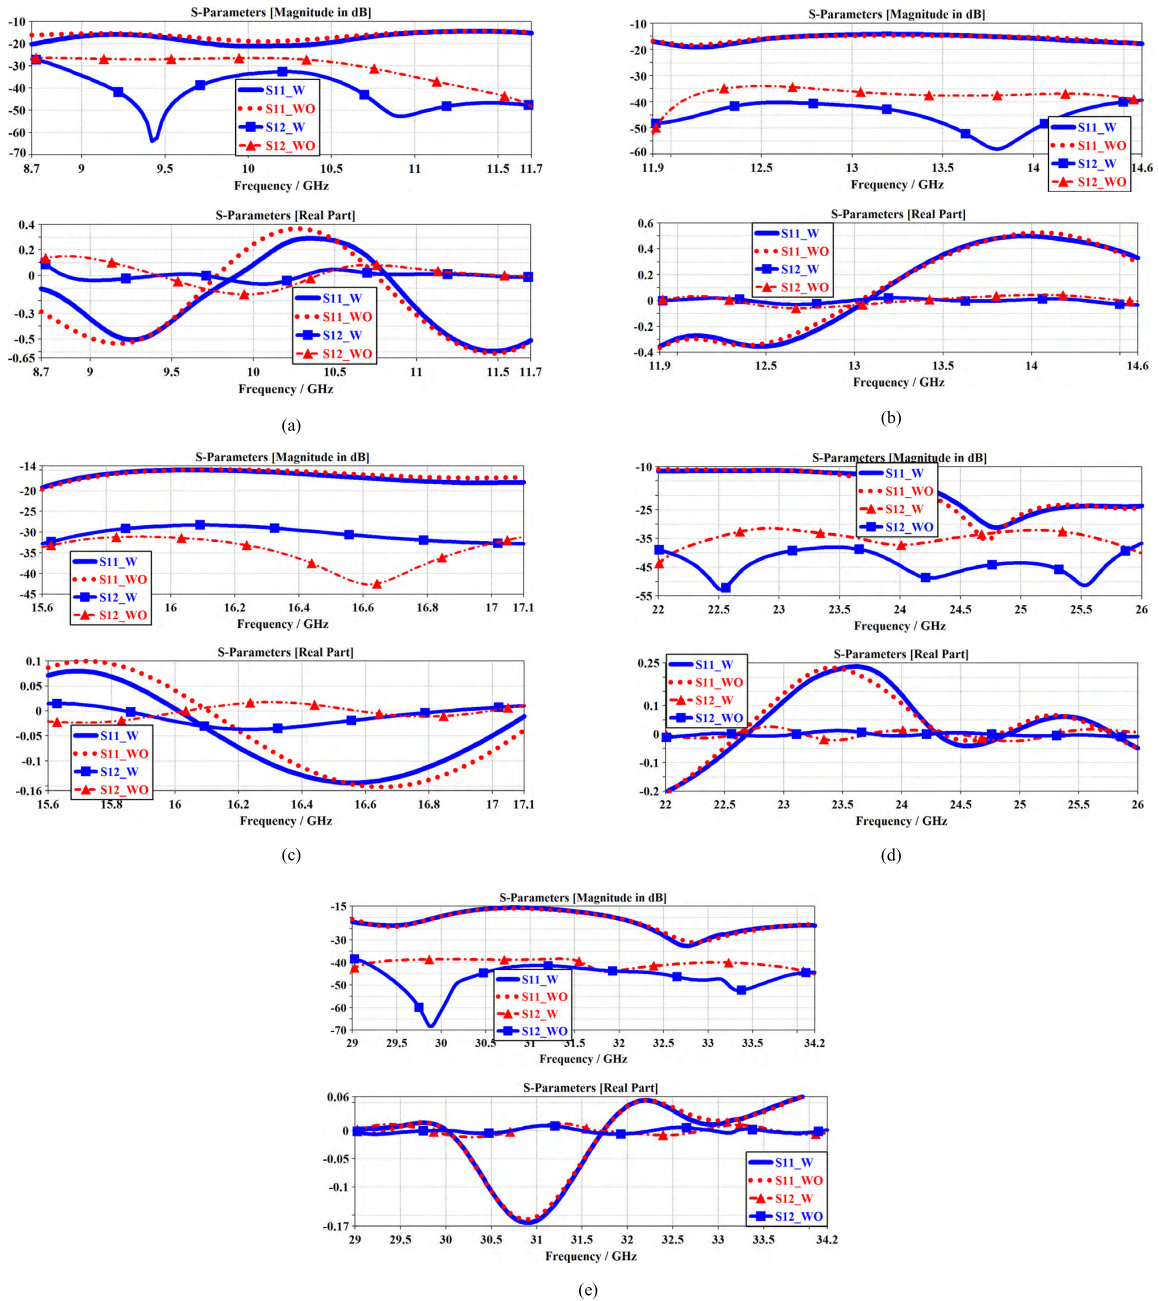 S-Parameters [Magnitude in dB]
-10
-20
-30
-40
-50
-60
-70
S11_W
S11_WO
S12_W
S12_WO
8.7 9 9.5 10 10.5 11 11.7
Frequency / GHz
S-Parameters [Real Part]
0.4
0.2
0
-0.3
-0.5
-0.65
S11_W
S11_WO
S12_W
S12_WO
8.7 9 9.5 10 10.5 11 11.5 11.7
Frequency / GHz
(a)
S-Parameters [Magnitude in dB]
-10
-20
-30
-40
-50
-60
S11_W
S11_WO
S12_W
S12_WO
11.9 12.5 13 13.5 14 14.6
Frequency / GHz
S-Parameters [Real Part]
0.6
0.4
0.2
0
-0.2
-0.4
S11_W
S11_WO
S12_W
S12_WO
11.9 12.5 13 13.5 14 14.6
Frequency / GHz
(b)
S-Parameters [Magnitude in dB]
-14
-20
-25
-30
-35
-40
-45
S11_W
S11_WO
S12_W
S12_WO
15.6 16 16.2 16.4 16.6 16.8 17 17.1
Frequency / GHz
S-Parameters [Real Part]
0.1
0.05
0
-0.05
-0.1
-0.16
S11_W
S11_WO
S12_W
S12_WO
15.6 15.8 16 16.2 16.4 16.6 16.8 17 17.1
Frequency / GHz
(c)
S-Parameters [Magnitude in dB]
-10
-25
-35
-45
-55
S11_W
S11_WO
S12_W
S12_WO
22 22.5 23 23.5 24 24.5 25 25.5 26
Frequency / GHz
S-Parameters [Real Part]
0.25
0.1
0
-0.1
-0.2
S11_W
S11_WO
S12_W
S12_WO
22 22.5 23 23.5 24 24.5 25 25.5 26
Frequency / GHz
(d)
S-Parameters [Magnitude in dB]
-15
-30
-40
-50
-60
-70
S11_W
S11_WO
S12_W
S12_WO
29 29.5 30 30.5 31 31.5 32 32.5 33 33.5 34.2
Frequency / GHz
S-Parameters [Real Part]
0.06
0
-0.05
-0.1
-0.17
S11_W
S11_WO
S12_W
S12_WO
29 29.5 30 30.5 31 31.5 32 32.5 33 33.5 34.2
Frequency / GHz
(e)